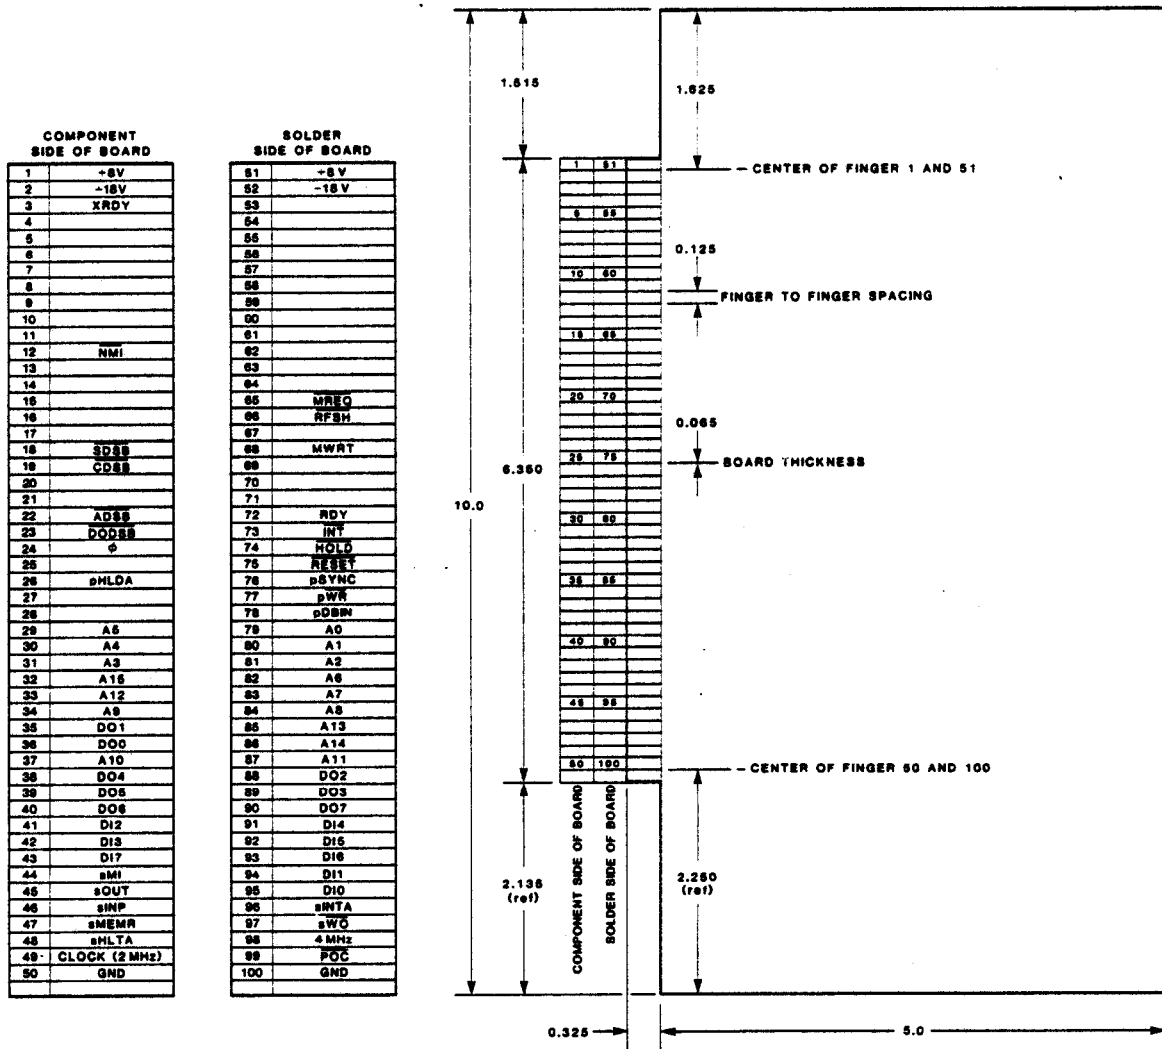 COMPONENT
SIDE OF BOARD
1 +8V
2 +18V
3 XRDY
4
5
6
7
8
9
10
11
12 NMI
13
14
15
16
17
18 SDSB
19 CDSB
20
21
22 ADSB
23 DODSB
24 ϕ
25
26 pHLDA
27
28
29 A5
30 A4
31 A3
32 A15
33 A12
34 A9
35 DO1
36 DO0
37 A10
38 DO4
39 DO5
40 DO6
41 DI2
42 DI3
43 DI7
44 sMI
45 sOUT
46 sINP
47 sMEMR
48 sHLTA
49 CLOCK (2 MHz)
50 GND
SOLDER
SIDE OF BOARD
51 +8 V
52 -18 V
53
54
55
56
57
58
59
60
61
62
63
64
65 MREQ
66 RFSH
67
68 MWRT
69
70
71
72 RDY
73 INT
74 HOLD
75 RESET
76 pSYNC
77 pWR
78 pDBIN
79 A0
80 A1
81 A2
82 A6
83 A7
84 A8
85 A13
86 A14
87 A11
88 DO2
89 DO3
90 DO7
91 DI4
92 DI5
93 DI6
94 DI1
95 DI0
96 sINTA
97 sWO
98 4 MHz
99 POC
100 GND
10.0
1.515
6.350
2.135
(ref)
1 51
5 55
10 60
15 65
20 70
25 75
30 80
35 85
40 90
45 95
50 100
COMPONENT SIDE OF BOARD
SOLDER SIDE OF BOARD
1.625
CENTER OF FINGER 1 AND 51
0.125
FINGER TO FINGER SPACING
0.065
BOARD THICKNESS
CENTER OF FINGER 50 AND 100
2.250
(ref)
0.325
5.0